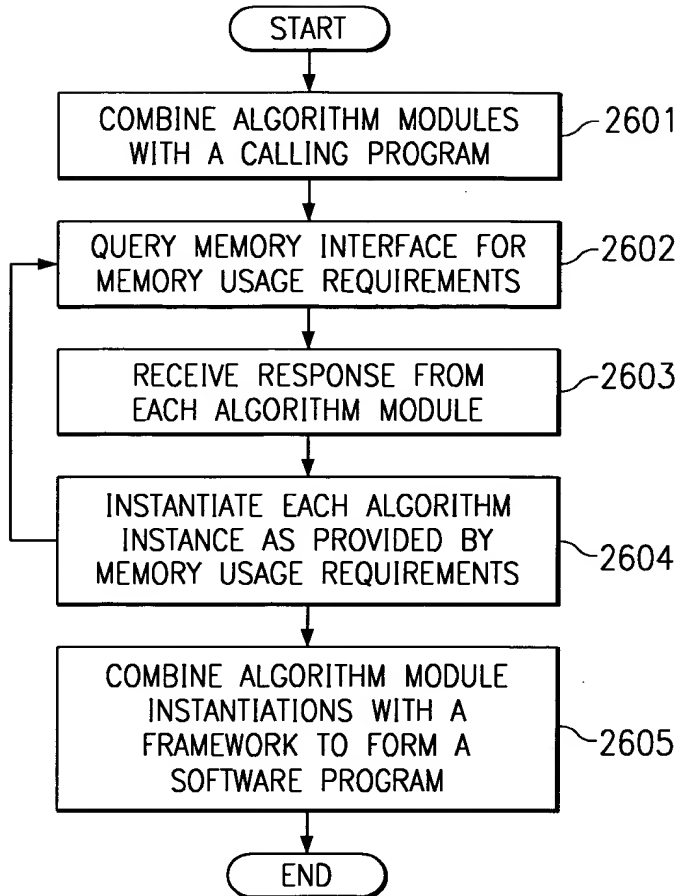 START
COMBINE ALGORITHM MODULES
WITH A CALLING PROGRAM
2601
QUERY MEMORY INTERFACE FOR
MEMORY USAGE REQUIREMENTS
2602
RECEIVE RESPONSE FROM
EACH ALGORITHM MODULE
2603
INSTANTIATE EACH ALGORITHM
INSTANCE AS PROVIDED BY
MEMORY USAGE REQUIREMENTS
2604
COMBINE ALGORITHM MODULE
INSTANTIATIONS WITH A
FRAMEWORK TO FORM A
SOFTWARE PROGRAM
2605
END